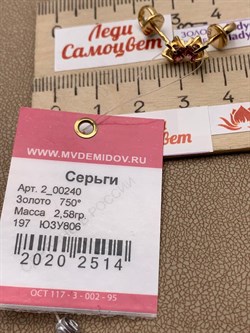 Леди
Самоцвет
WWW.MVDEMIDOV.RU
Серьги
Арт. 2_00240
Золото 750°
Масса 2,58гр.
197 ЮЗУ806
2020 2514
ОСТ 117 - 3 - 002 - 95